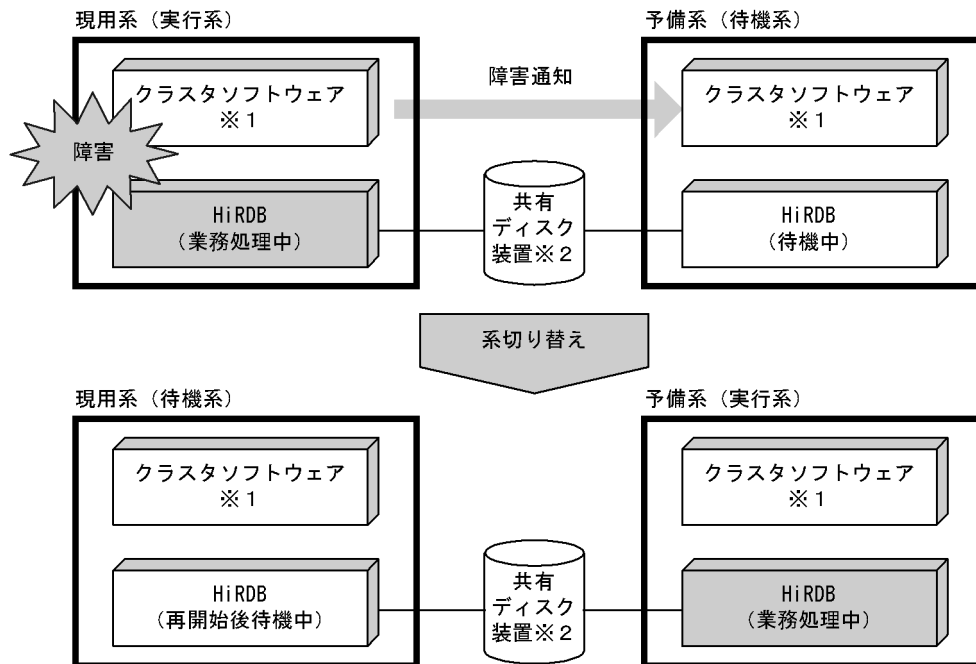 現用系（実行系）
予備系（待機系）
クラスタソフトウェア
※１
障害通知
クラスタソフトウェア
※１
障害
HiRDB
（業務処理中）
共有
ディスク
装置※２
HiRDB
（待機中）
系切り替え
現用系（待機系）
予備系（実行系）
クラスタソフトウェア
※１
クラスタソフトウェア
※１
HiRDB
（再開始後待機中）
共有
ディスク
装置※２
HiRDB
（業務処理中）